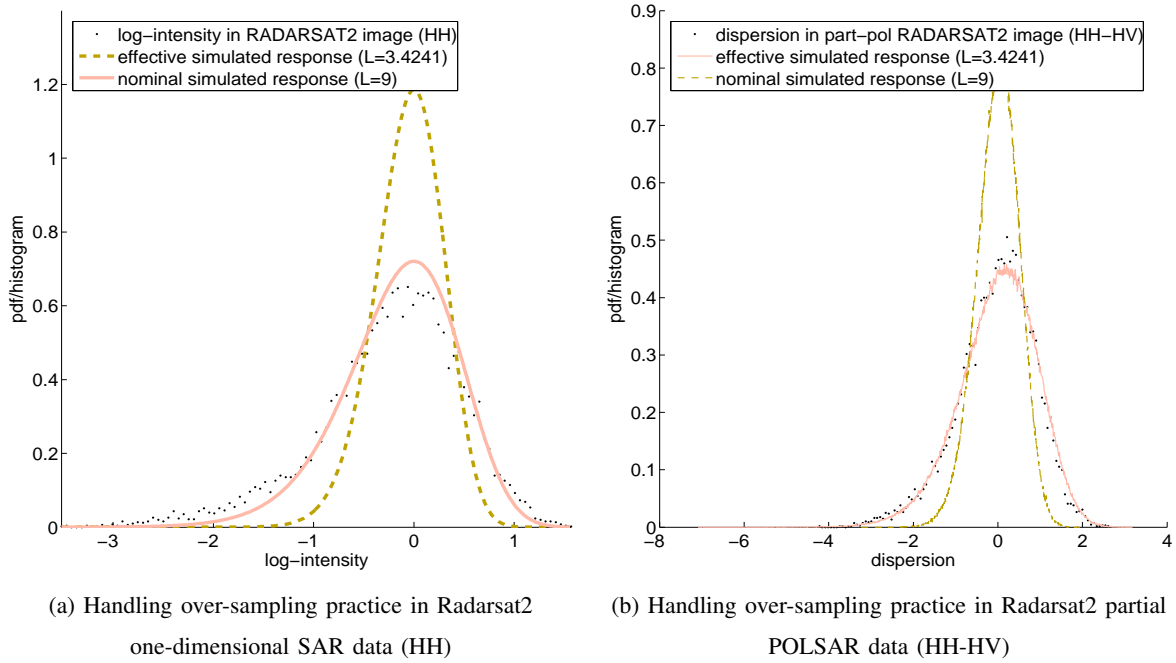 log−intensity in RADARSAT2 image (HH)
effective simulated response (L=3.4241)
nominal simulated response (L=9)
1.2
1
0.8
0.6
0.4
0.2
0
pdf/histogram
−3 −2 −1 0 1
log−intensity
(a) Handling over-sampling practice in Radarsat2
one-dimensional SAR data (HH)
dispersion in part−pol RADARSAT2 image (HH−HV)
effective simulated response (L=3.4241)
nominal simulated response (L=9)
0.9
0.8
0.7
0.6
0.5
0.4
0.3
0.2
0.1
0
pdf/histogram
−8 −6 −4 −2 0 2 4
dispersion
(b) Handling over-sampling practice in Radarsat2 partial
POLSAR data (HH-HV)